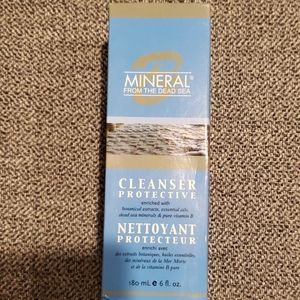 MINERAL®
FROM THE DEAD SEA
CLEANSER
PROTECTIVE
enriched with
botanical extracts, essential oils,
dead sea minerals & pure vitamin B
NETTOYANT
PROTECTEUR
enrichi avec
des extraits botaniques, huiles essentielles,
des minéraux de la Mer Morte
et de la vitamine B pure
180 mL e 6 fl. oz.